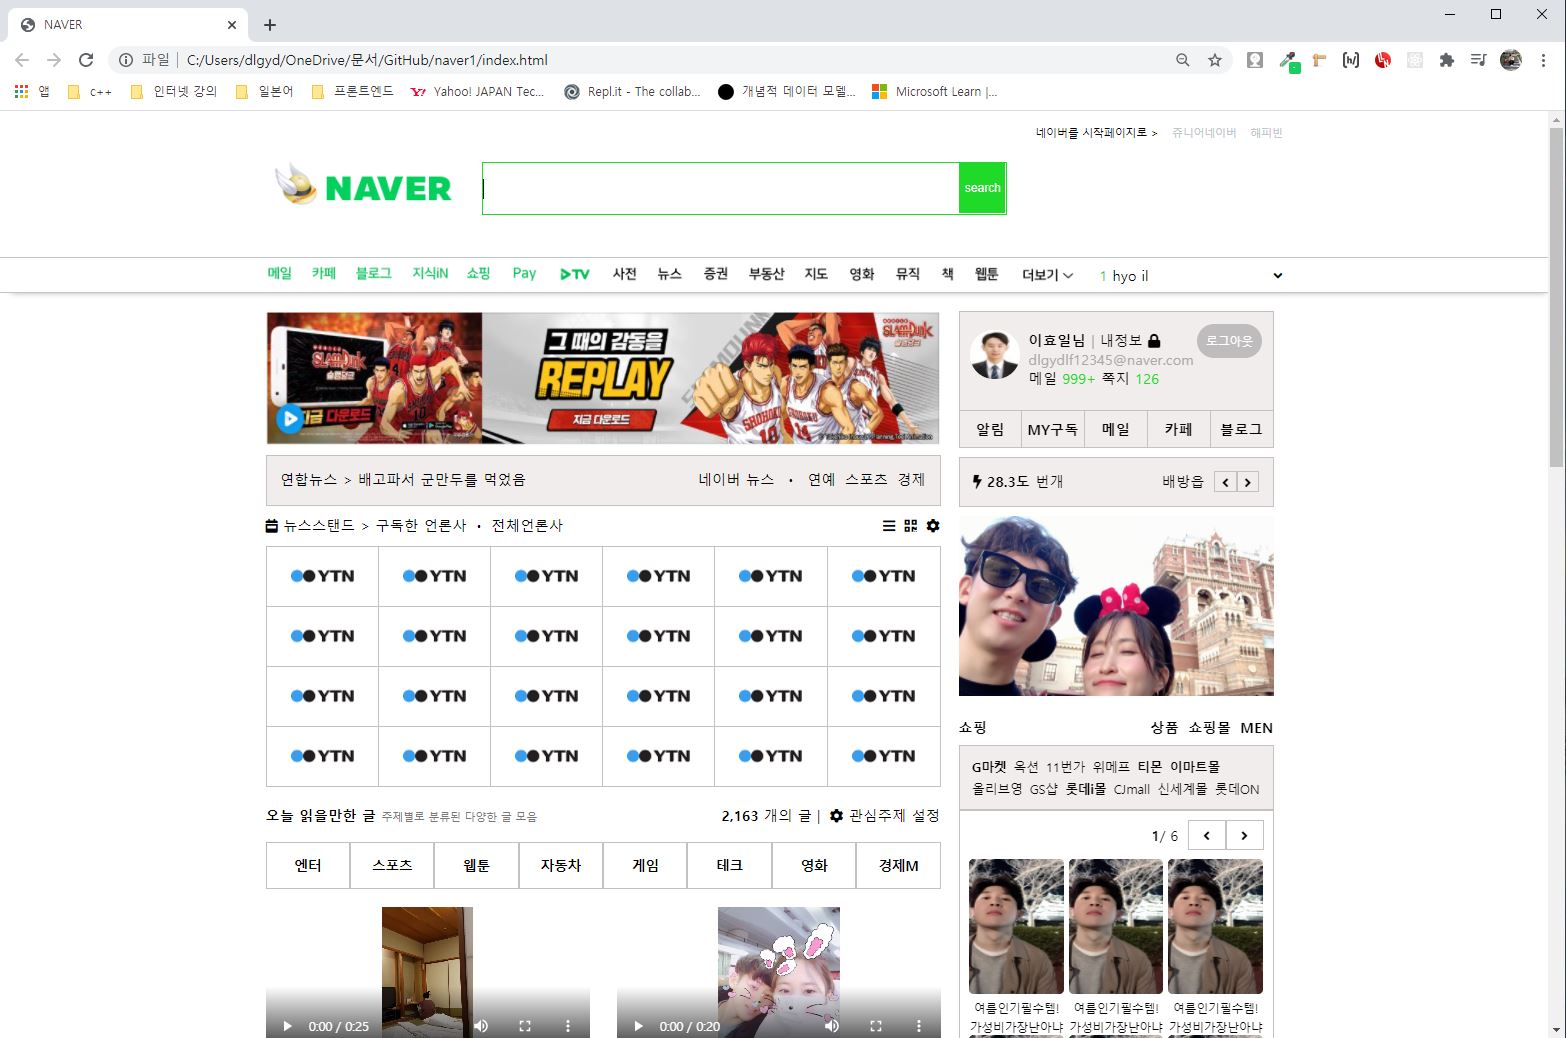 NAVER
파일 C:/Users/dlgyd/OneDrive/문서/GitHub/naver1/index.html
앱 c++ 인터넷 강의 일본어 프론트엔드 Yahoo! JAPAN Tec... Repl.it - The collab... 개념적 데이터 모델... Microsoft Learn |...
네이버를 시작페이지로 > 쥬니어네이버 해피빈
NAVER search
메일 카페 블로그 지식iN 쇼핑 Pay TV 사전 뉴스 증권 부동산 지도 영화 뮤직 책 웹툰 더보기 1 hyo il
SLAM DUNK
지금 다운로드
그 때의 감동을
REPLAY
지금 다운로드
SHOHOKU
10
14
SLAM DUNK
이효일님 | 내정보 로그아웃
dlgydlf12345@naver.com
메일 999+ 쪽지 126
알림 MY구독 메일 카페 블로그
연합뉴스 > 배고파서 군만두를 먹었음 네이버 뉴스 • 연예 스포츠 경제
28.3도 번개 배방읍
뉴스스탠드 > 구독한 언론사 • 전체언론사
YTN YTN YTN YTN YTN YTN
YTN YTN YTN YTN YTN YTN
YTN YTN YTN YTN YTN YTN
YTN YTN YTN YTN YTN YTN
쇼핑 상품 쇼핑몰 MEN
G마켓 옥션 11번가 위메프 티몬 이마트몰
올리브영 GS샵 롯데i몰 CJmall 신세계몰 롯데ON
오늘 읽을만한 글 주제별로 분류된 다양한 글 모음 2,163 개의 글 | 관심주제 설정
1/ 6
엔터 스포츠 웹툰 자동차 게임 테크 영화 경제M
0:00 / 0:25 0:00 / 0:20
여름인기필수템! 여름인기필수템! 여름인기필수템!
가성비가장난아냐 가성비가장난아냐 가성비가장난아냐